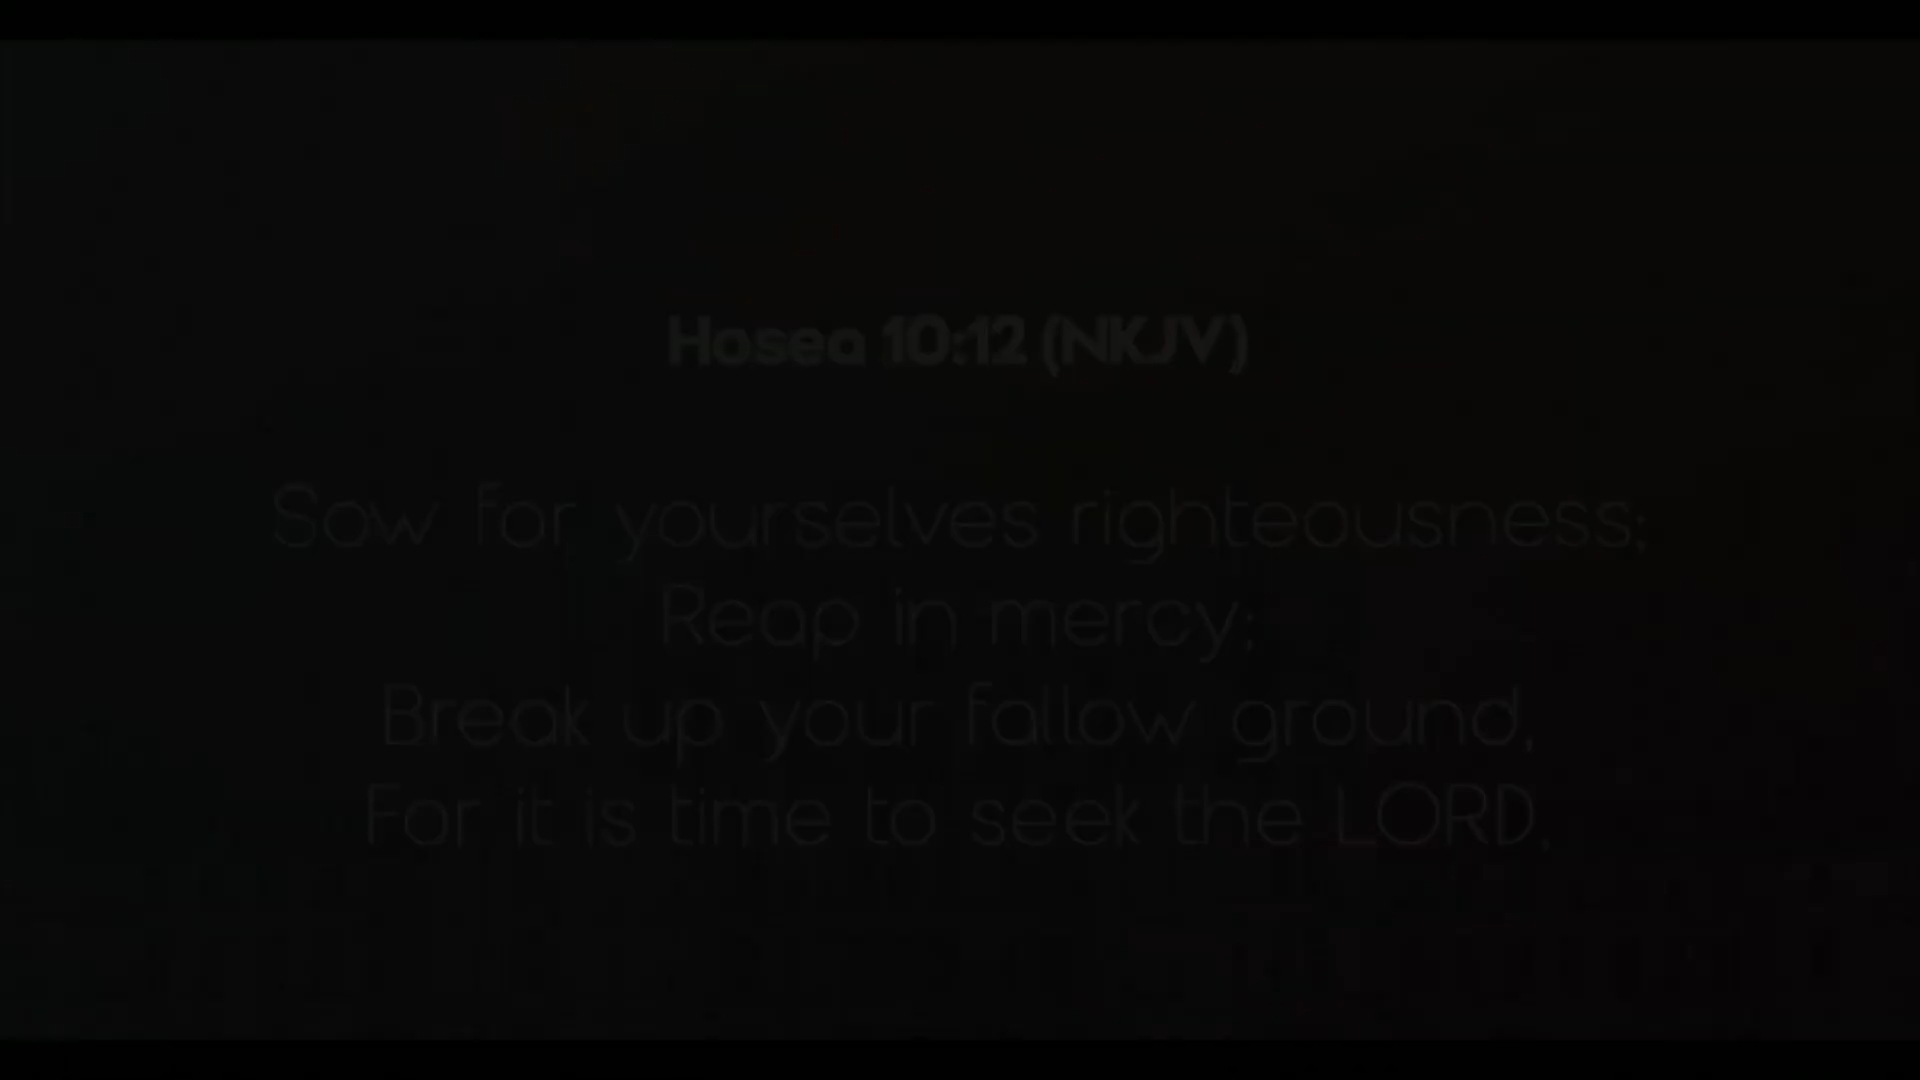 Hosea 10:12 (NKJV)
Sow for yourselves righteousness;
Reap in mercy;
Break up your fallow ground,
For it is time to seek the LORD,